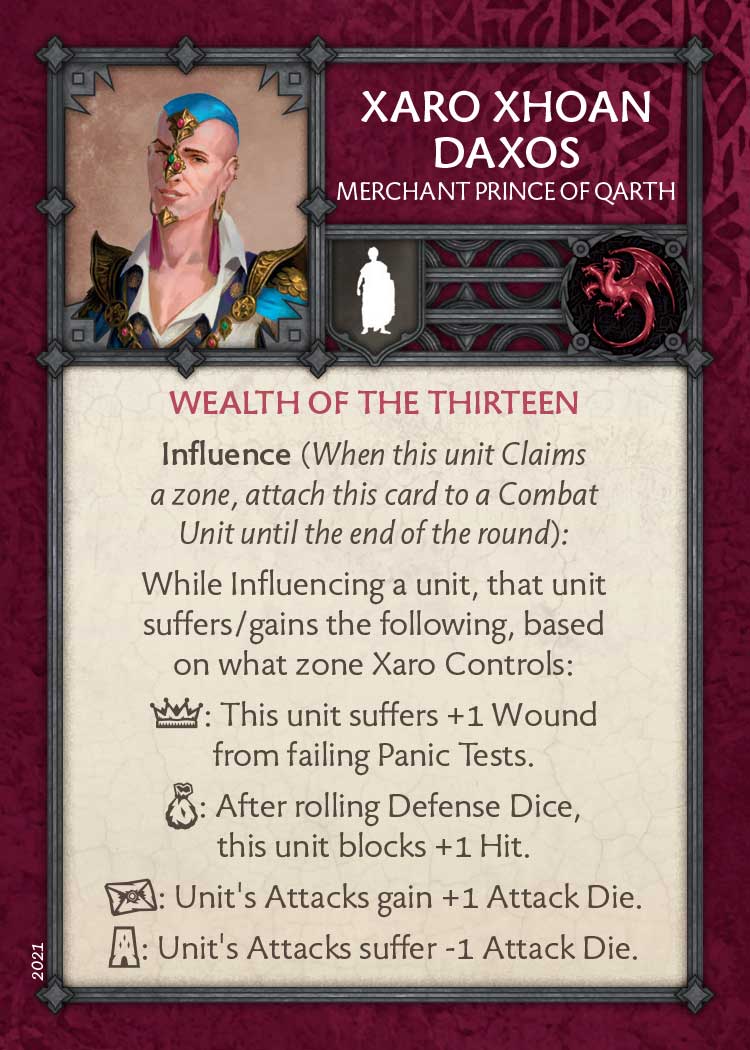 XARO XHOAN
DAXOS
MERCHANT PRINCE OF QARTH
WEALTH OF THE THIRTEEN
Influence (When this unit Claims
a zone, attach this card to a Combat
Unit until the end of the round):
While Influencing a unit, that unit
suffers/gains the following, based
on what zone Xaro Controls:
: This unit suffers +1 Wound
from failing Panic Tests.
: After rolling Defense Dice,
this unit blocks +1 Hit.
: Unit's Attacks gain +1 Attack Die.
: Unit's Attacks suffer -1 Attack Die.
2021